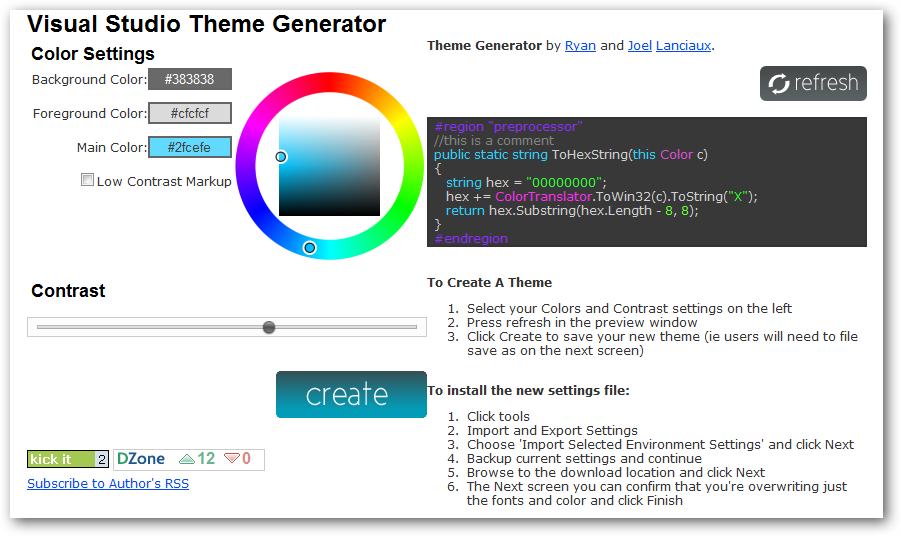 Visual Studio Theme Generator
Color Settings
Background Color: #383838
Foreground Color: #cfcfcf
Main Color: #2fcefe
Low Contrast Markup
Contrast
create
kick it 2
DZone 12 0
Subscribe to Author's RSS
Theme Generator by Ryan and Joel Lanciaux.
refresh
#region "preprocessor"
//this is a comment
public static string ToHexString(this Color c)
{
string hex = "00000000";
hex += ColorTranslator.ToWin32(c).ToString("X");
return hex.Substring(hex.Length - 8, 8);
}
#endregion
To Create A Theme
1. Select your Colors and Contrast settings on the left
2. Press refresh in the preview window
3. Click Create to save your new theme (ie users will need to file
save as on the next screen)
To install the new settings file:
1. Click tools
2. Import and Export Settings
3. Choose 'Import Selected Environment Settings' and click Next
4. Backup current settings and continue
5. Browse to the download location and click Next
6. The Next screen you can confirm that you're overwriting just
the fonts and color and click Finish